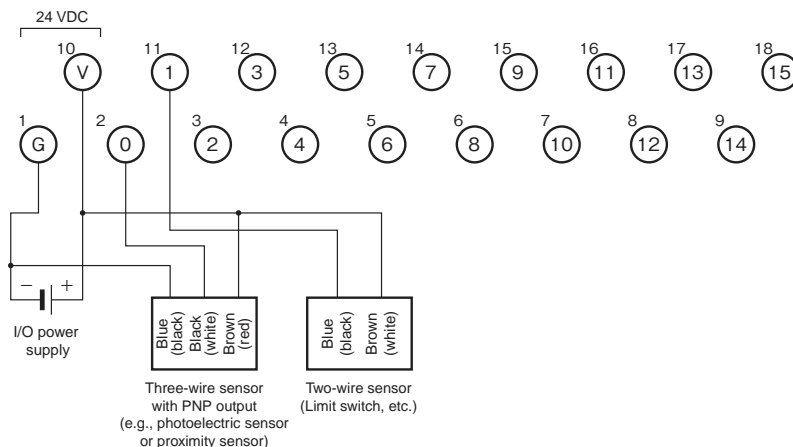 24 VDC
10 11 12 13 14 15 16 17 18
V 1 3 5 7 9 11 13 15
1 2 3 4 5 6 7 8 9
G 0 2 4 6 8 10 12 14
− +
I/O power
supply
Blue
(black)
Black
(white)
Brown
(red)
Blue
(black)
Brown
(white)
Three-wire sensor
with PNP output
(e.g., photoelectric sensor
or proximity sensor)
Two-wire sensor
(Limit switch, etc.)